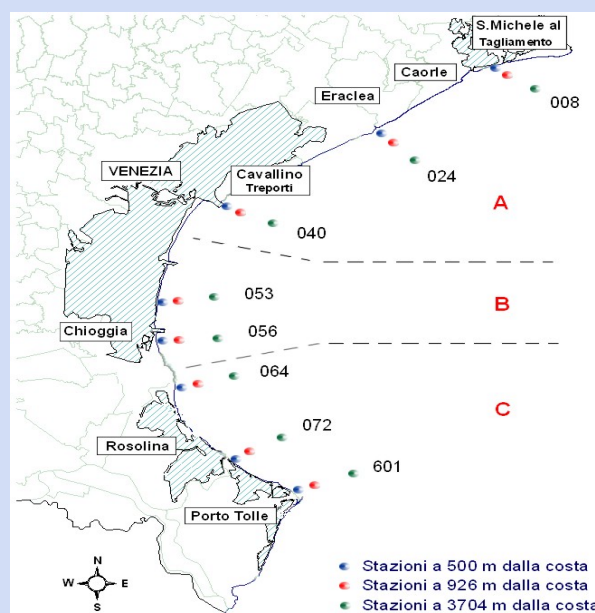 S.Michele al
Tagliamento
Caorle
008
Eraclea
024
VENEZIA
Cavallino
Treporti
A
040
053
B
Chioggia
056
064
C
072
Rosolina
601
Porto Tolle
N
W E
S
Stazioni a 500 m dalla costa
Stazioni a 926 m dalla costa
Stazioni a 3704 m dalla costa